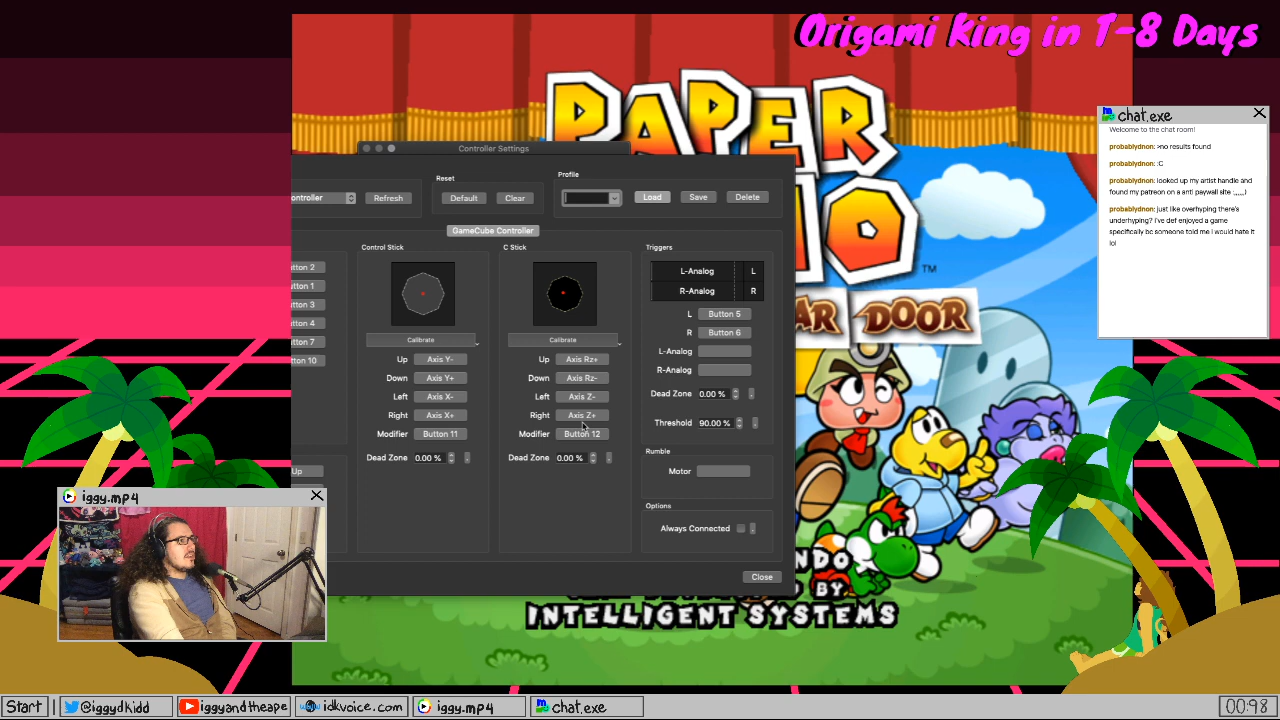 Origami King in T-8 Days
PAPER
IO
TM
AR DOOR
NDO
D BY
INTELLIGENT SYSTEMS
Controller Settings
Reset
Profile
ontroller
Refresh
Default
Clear
Load
Save
Delete
GameCube Controller
Control Stick
C Stick
Triggers
utton 2
utton 1
utton 3
utton 4
utton 7
tton 10
Up
Calibrate
Up Axis Y-
Down Axis Y+
Left Axis X-
Right Axis X+
Modifier Button 11
Dead Zone 0.00 %
Calibrate
Up Axis Rz+
Down Axis Rz-
Left Axis Z-
Right Axis Z+
Modifier Button 12
Dead Zone 0.00 %
L-Analog L
R-Analog R
L Button 5
R Button 6
L-Analog
R-Analog
Dead Zone 0.00 %
Threshold 90.00 %
Rumble
Motor
Options
Always Connected
Close
chat.exe
Welcome to the chat room!
probablydnon: >no results found
probablydnon: :C
probablydnon: looked up my artist handle and
found my patreon on a anti paywall site :,,,,,,)
probablydnon: just like overhyping there's
underhyping? i've def enjoyed a game
specifically bc someone told me i would hate it
lol
iggy.mp4
Start | @iggydkidd iggyandtheape www idkvoice.com iggy.mp4 chat.exe 00:98